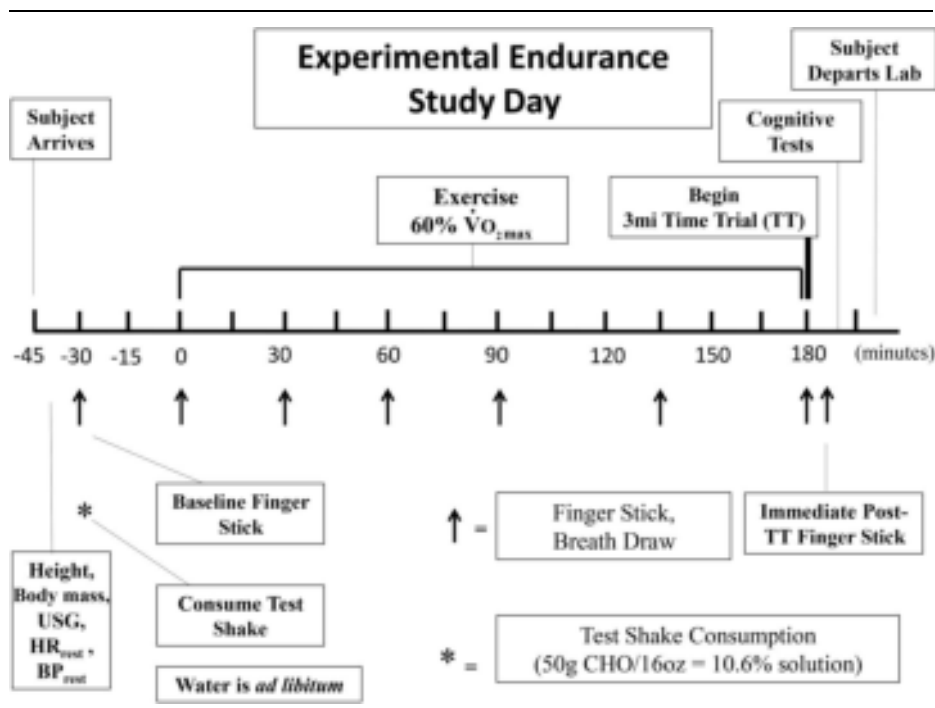 Experimental Endurance
Study Day
Subject
Departs Lab
Subject
Arrives
Cognitive
Tests
Exercise
60% V̇O₂max
Begin
3mi Time Trial (TT)
-45 -30 -15 0 30 60 90 120 150 180 (minutes)
Baseline Finger
Stick
*
Consume Test
Shake
Water is ad libitum
Height,
Body mass,
USG,
HRrest ,
BPrest
=
Finger Stick,
Breath Draw
Immediate Post-
TT Finger Stick
* =
Test Shake Consumption
(50g CHO/16oz = 10.6% solution)